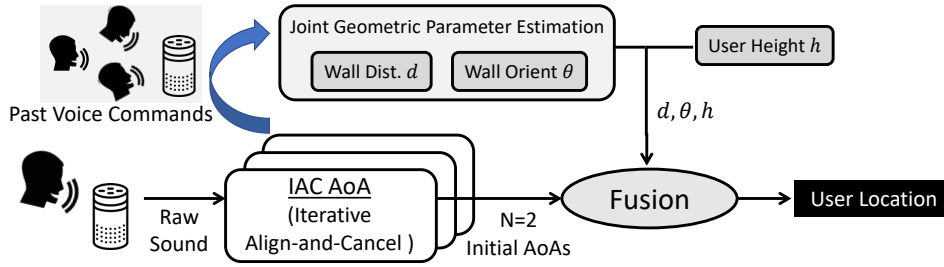 Joint Geometric Parameter Estimation
Wall Dist. d
Wall Orient θ
User Height h
Past Voice Commands
d, θ, h
IAC AoA
(Iterative
Align-and-Cancel )
Raw
Sound
N=2
Initial AoAs
Fusion
User Location